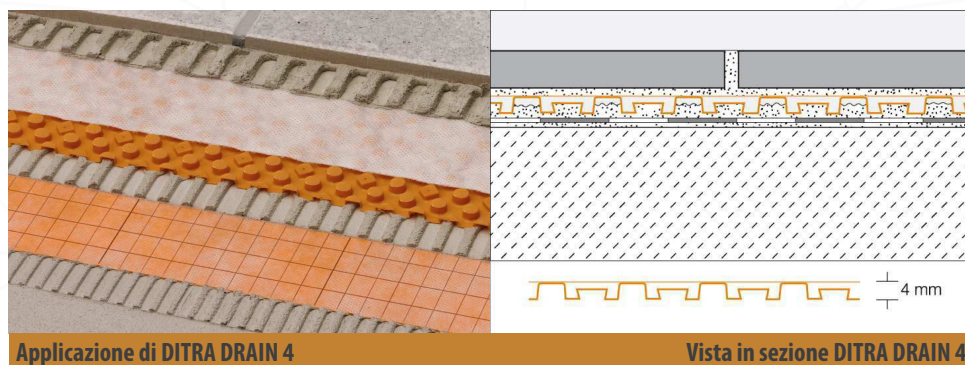 4 mm
Applicazione di DITRA DRAIN 4
Vista in sezione DITRA DRAIN 4